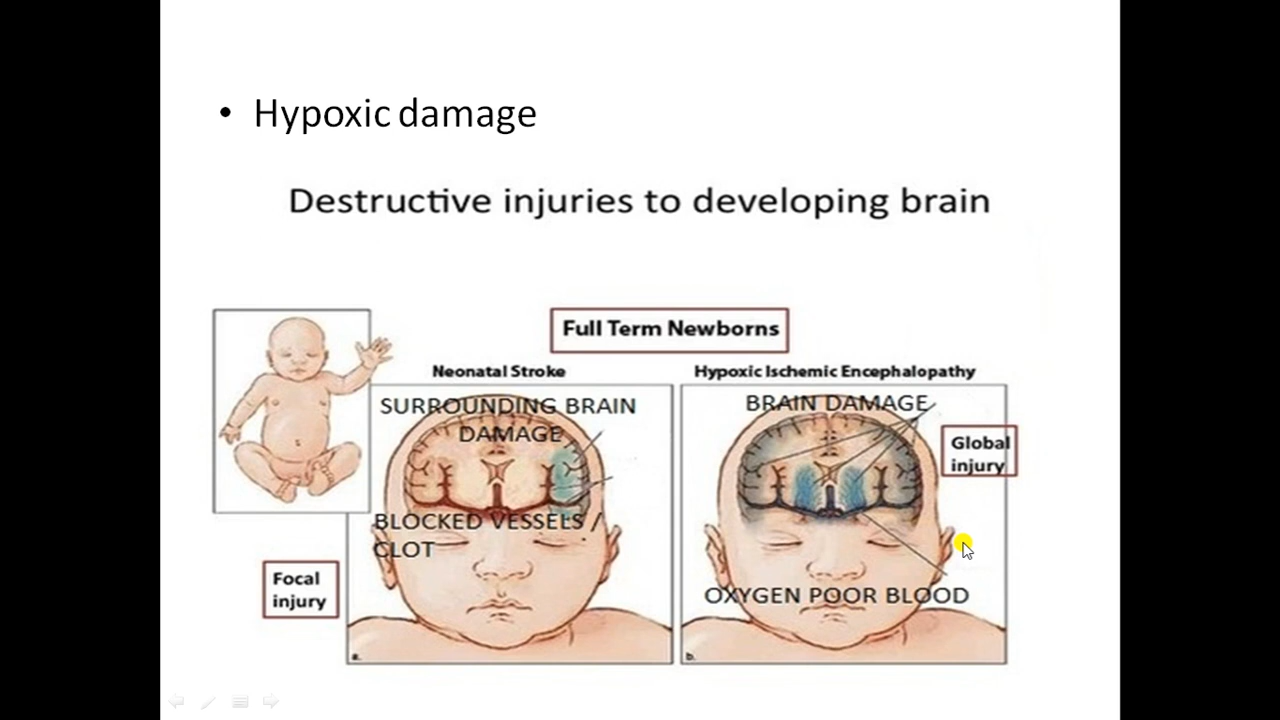 • Hypoxic damage
Destructive injuries to developing brain
Full Term Newborns
Neonatal Stroke
Hypoxic Ischemic Encephalopathy
SURROUNDING BRAIN
DAMAGE
BRAIN DAMAGE
Global
injury
BLOCKED VESSELS /
CLOT
Focal
injury
OXYGEN POOR BLOOD
a.
b.